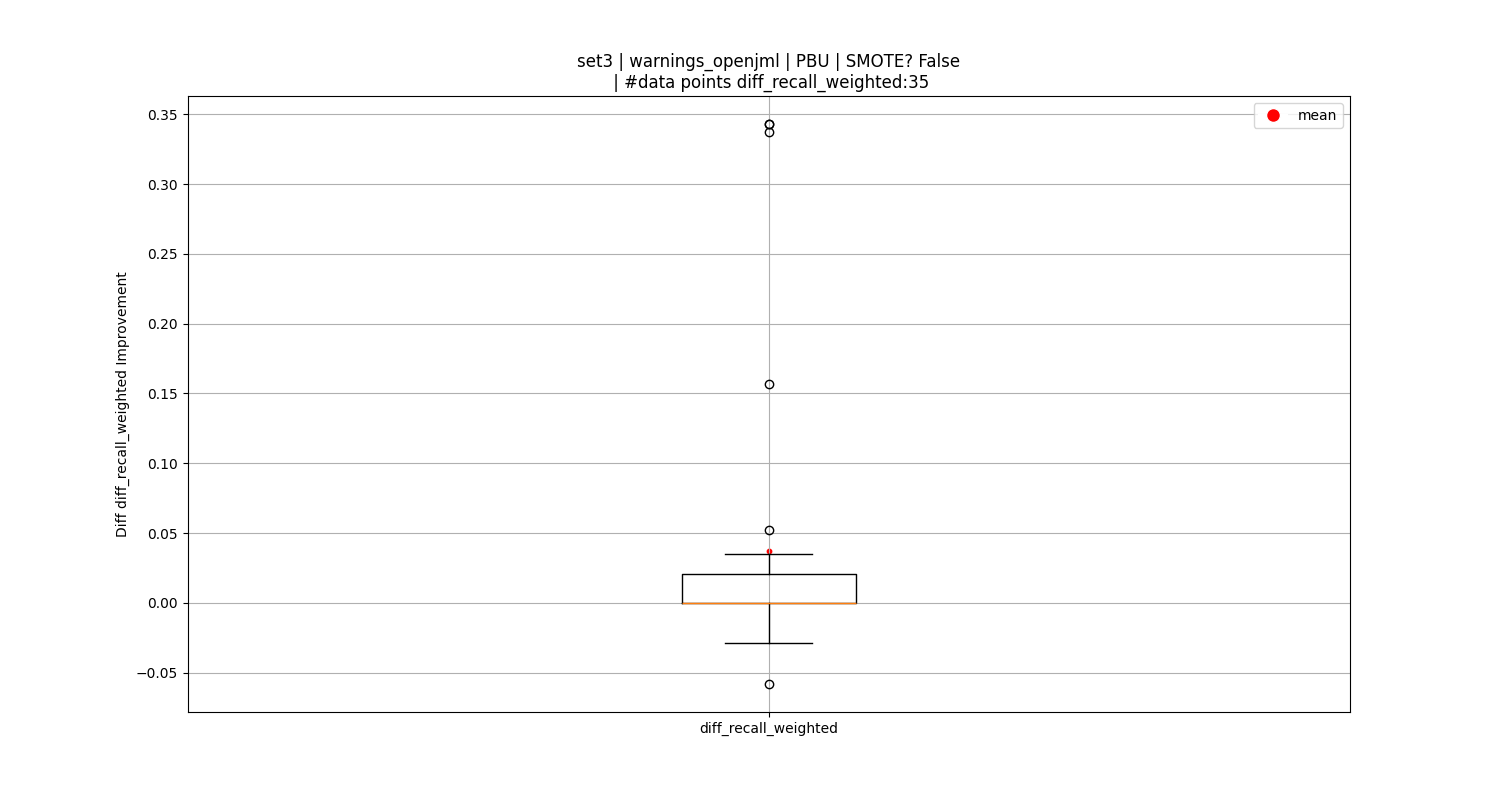 set3 | warnings_openjml | PBU | SMOTE? False
| #data points diff_recall_weighted:35
mean
0.35
0.30
0.25
0.20
0.15
0.10
0.05
0.00
−0.05
Diff diff_recall_weighted Improvement
diff_recall_weighted